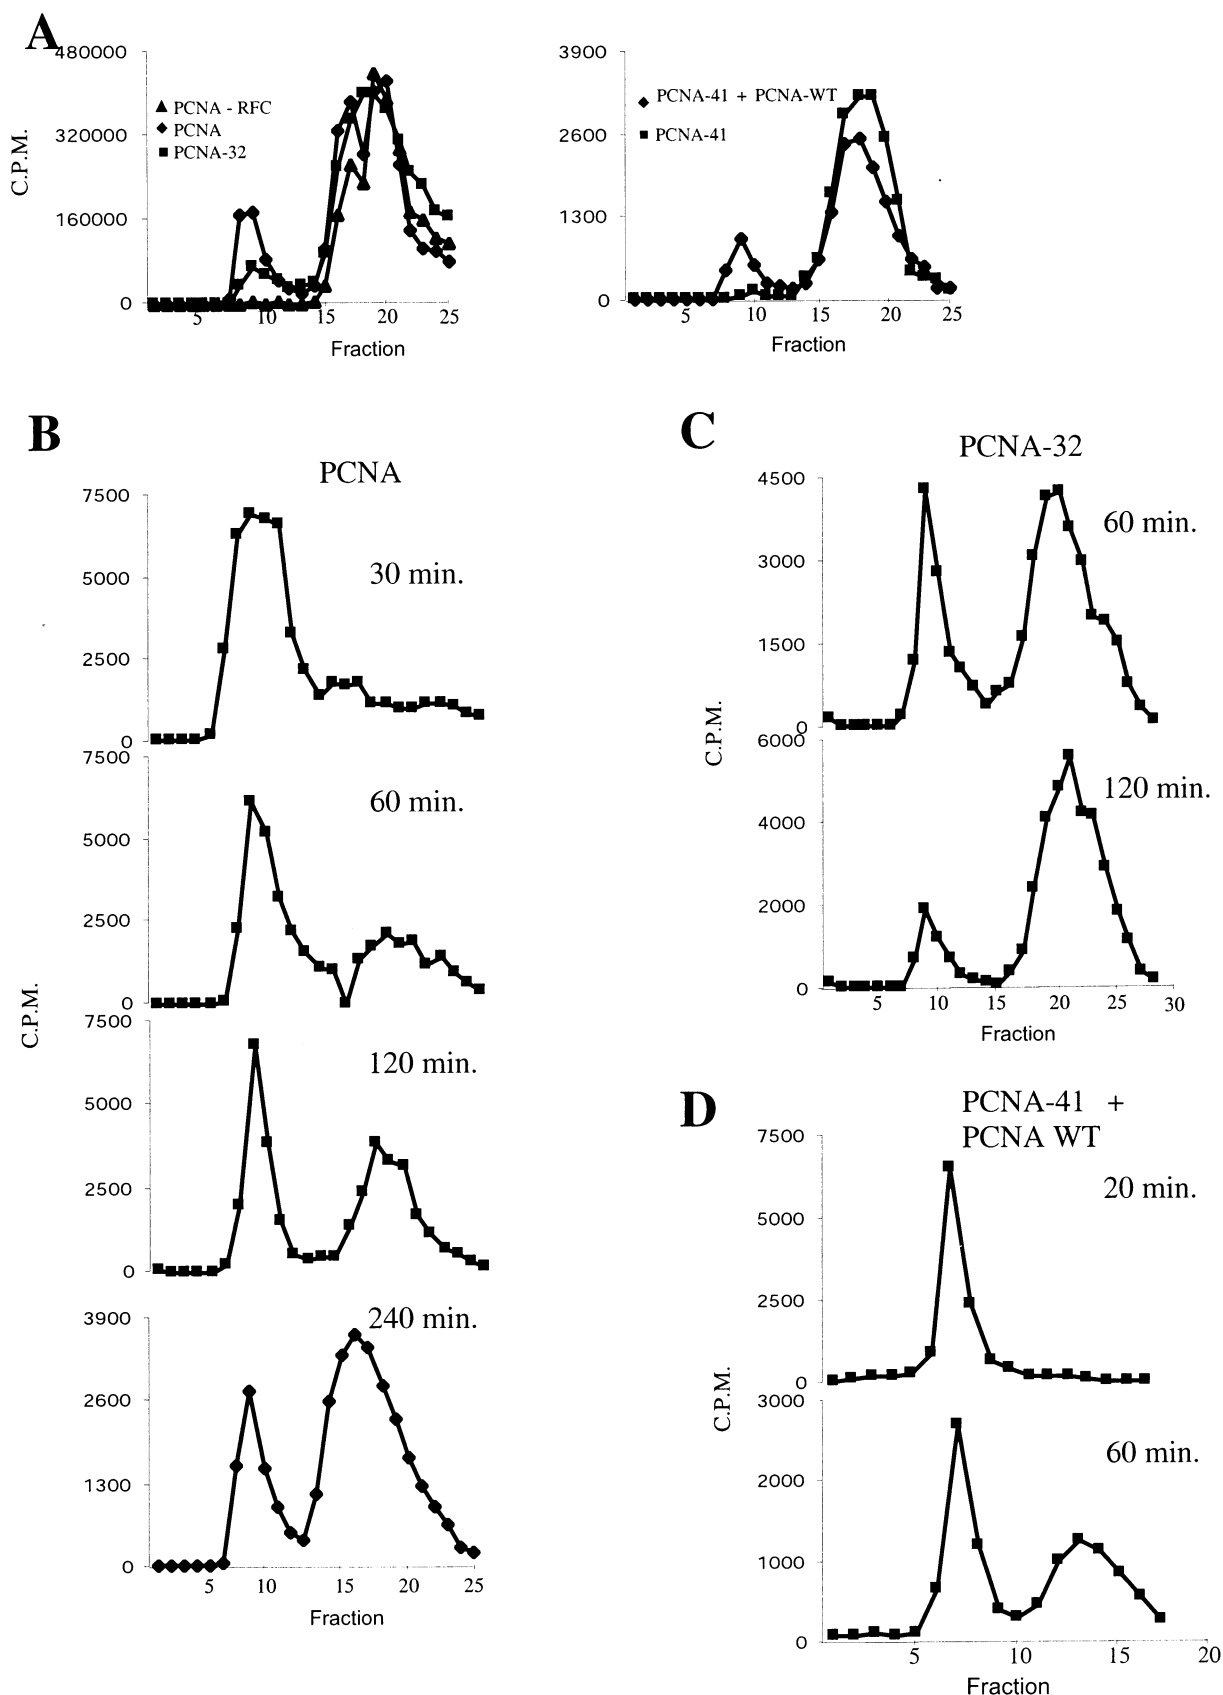 A
480000
320000
160000
0
C.P.M.
PCNA - RFC
PCNA
PCNA-32
5 10 15 20 25
Fraction
3900
2600
1300
0
PCNA-41 + PCNA-WT
PCNA-41
5 10 15 20 25
Fraction
B
PCNA
7500
5000
2500
0
30 min.
7500
5000
2500
0
60 min.
C.P.M.
7500
5000
2500
0
120 min.
3900
2600
1300
0
240 min.
5 10 15 20 25
Fraction
C
PCNA-32
4500
3000
1500
0
60 min.
C.P.M.
6000
4000
2000
0
120 min.
5 10 15 20 25 30
Fraction
D
PCNA-41 +
PCNA WT
7500
5000
2500
0
20 min.
C.P.M.
3000
2000
1000
0
60 min.
5 10 15 20
Fraction